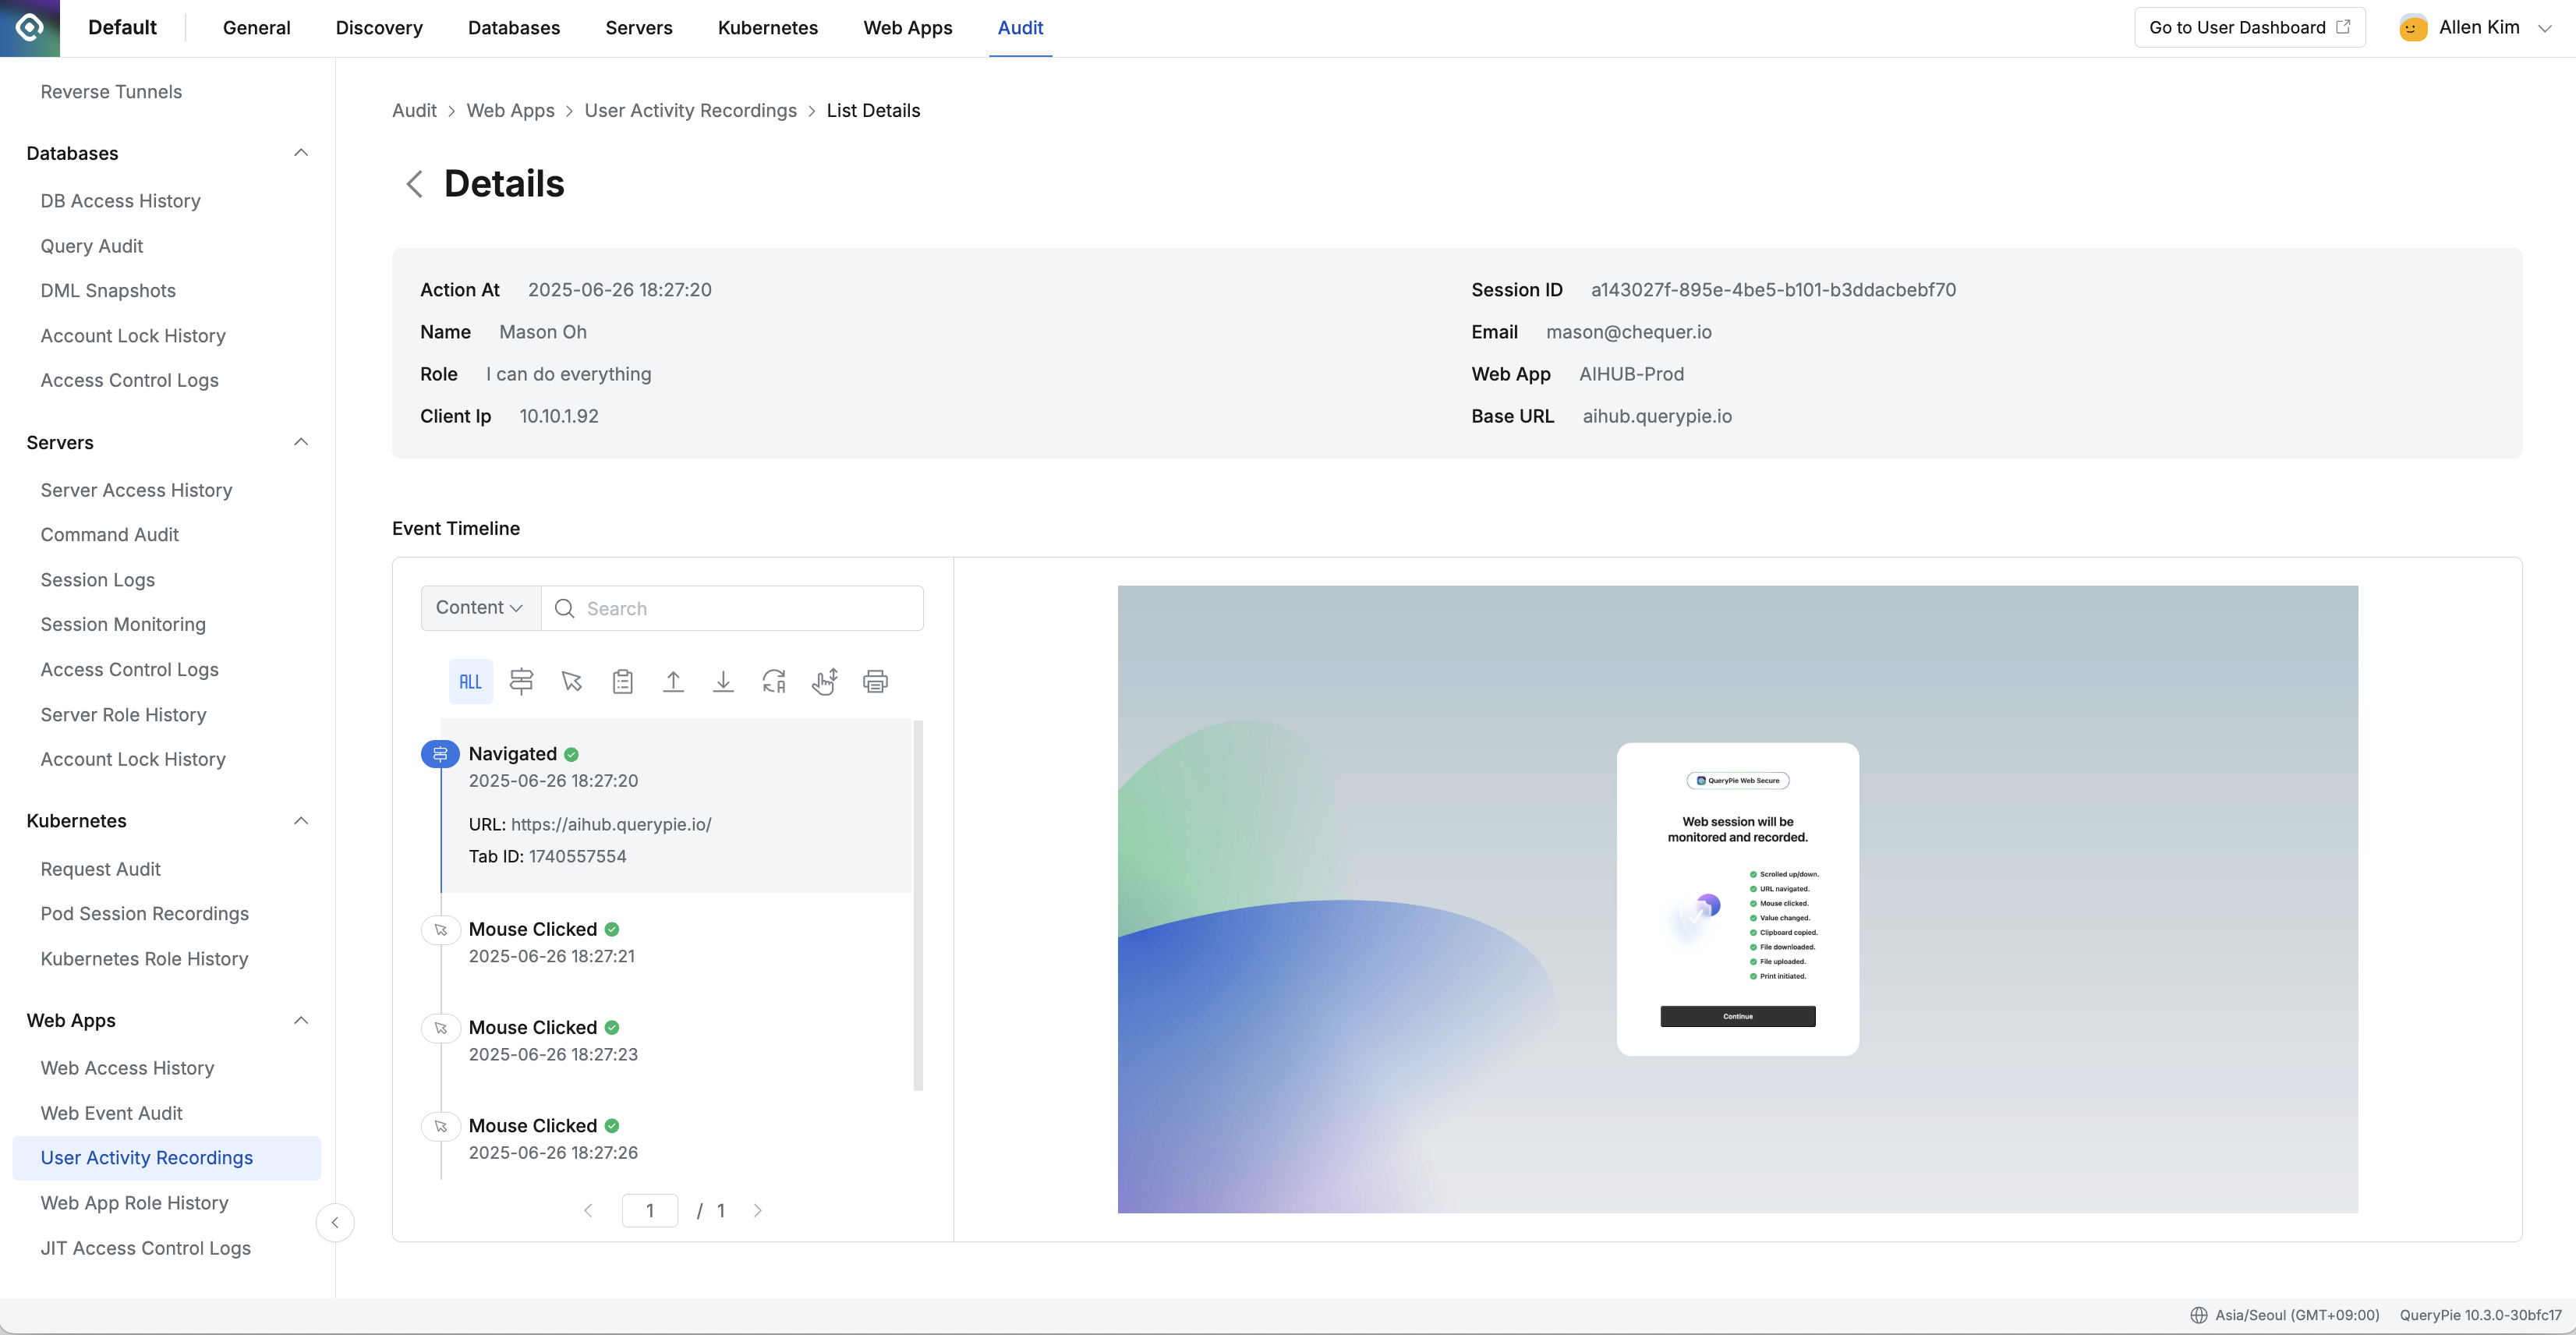 Default
General
Discovery
Databases
Servers
Kubernetes
Web Apps
Audit
Go to User Dashboard
Allen Kim
Reverse Tunnels
Databases
DB Access History
Query Audit
DML Snapshots
Account Lock History
Access Control Logs
Servers
Server Access History
Command Audit
Session Logs
Session Monitoring
Access Control Logs
Server Role History
Account Lock History
Kubernetes
Request Audit
Pod Session Recordings
Kubernetes Role History
Web Apps
Web Access History
Web Event Audit
User Activity Recordings
Web App Role History
JIT Access Control Logs
Audit > Web Apps > User Activity Recordings > List Details
Details
Action At 2025-06-26 18:27:20
Session ID a143027f-895e-4be5-b101-b3ddacbebf70
Name Mason Oh
Email mason@chequer.io
Role I can do everything
Web App AIHUB-Prod
Client Ip 10.10.1.92
Base URL aihub.querypie.io
Event Timeline
Content
Search
ALL
Navigated
2025-06-26 18:27:20
URL: https://aihub.querypie.io/
Tab ID: 1740557554
Mouse Clicked
2025-06-26 18:27:21
Mouse Clicked
2025-06-26 18:27:23
Mouse Clicked
2025-06-26 18:27:26
1 / 1
QueryPie Web Secure
Web session will be
monitored and recorded.
Scrolled up/down.
URL navigated.
Mouse clicked.
Value changed.
Clipboard copied.
File downloaded.
File uploaded.
Print initiated.
Continue
Asia/Seoul (GMT+09:00)
QueryPie 10.3.0-30bfc17